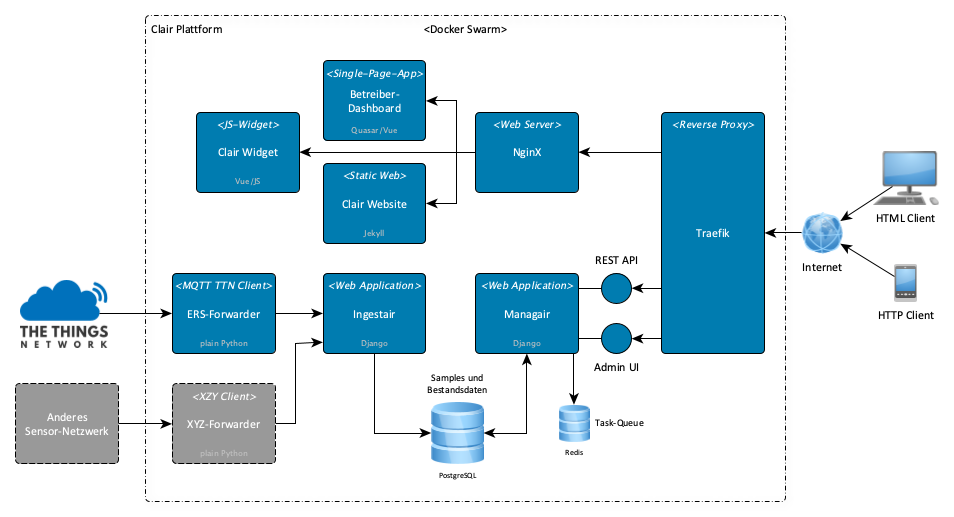 Clair Plattform
<Docker Swarm>
<Single-Page-App>
Betreiber-
Dashboard
Quasar/Vue
<JS-Widget>
Clair Widget
Vue/JS
<Static Web>
Clair Website
Jekyll
<Web Server>
NginX
<Reverse Proxy>
Traefik
HTML Client
Internet
HTTP Client
REST API
Admin UI
THE THINGS
NETWORK
<MQTT TTN Client>
ERS-Forwarder
plain Python
<Web Application>
Ingestair
Django
<Web Application>
Managair
Django
Anderes
Sensor-Netzwerk
<XZY Client>
XYZ-Forwarder
plain Python
Samples und
Bestandsdaten
PostgreSQL
Task-Queue
Redis